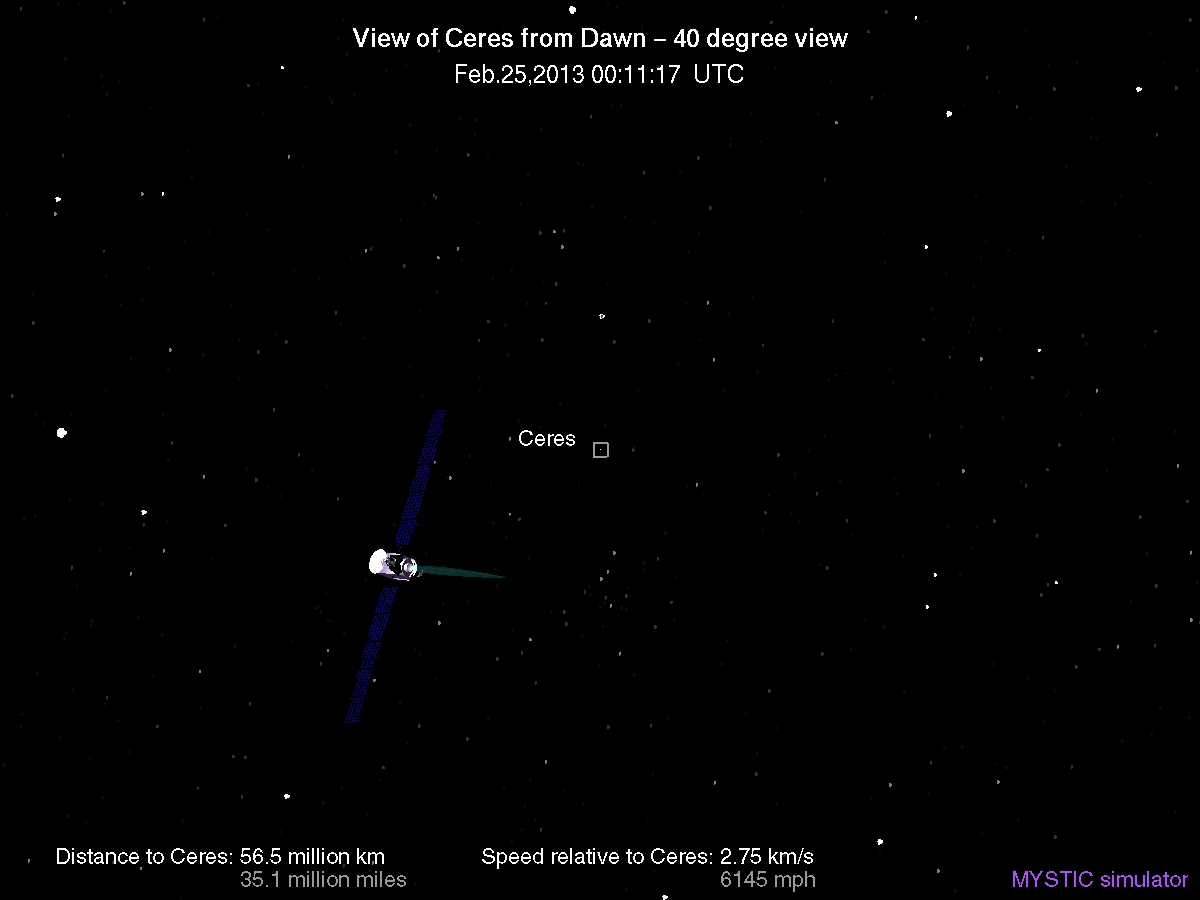 View of Ceres from Dawn – 40 degree view
Feb.25,2013 00:11:17 UTC
Ceres
Distance to Ceres: 56.5 million km
35.1 million miles
Speed relative to Ceres: 2.75 km/s
6145 mph
MYSTIC simulator